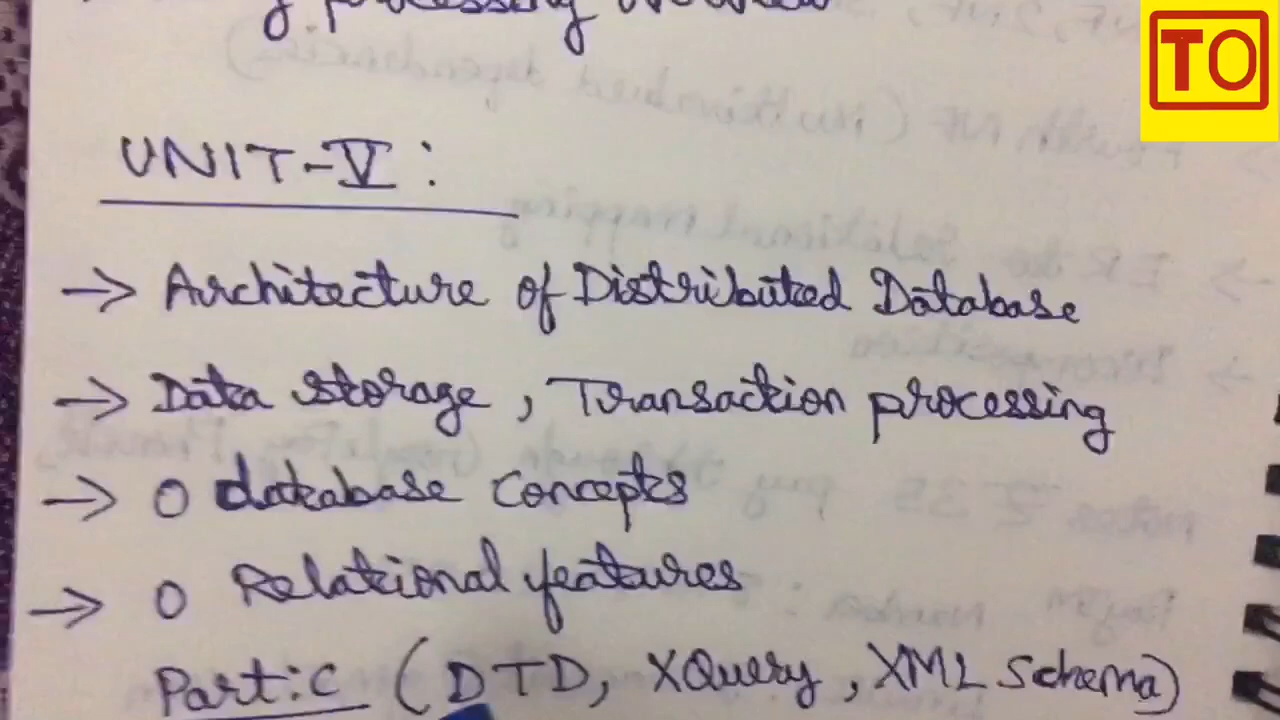 processing
UNIT-V:
→ Architecture of Distributed Database
→ Data storage, Transaction processing
→ O database concepts
→ O Relational features
Part:C (DTD, XQuery, XML Schema)
TO